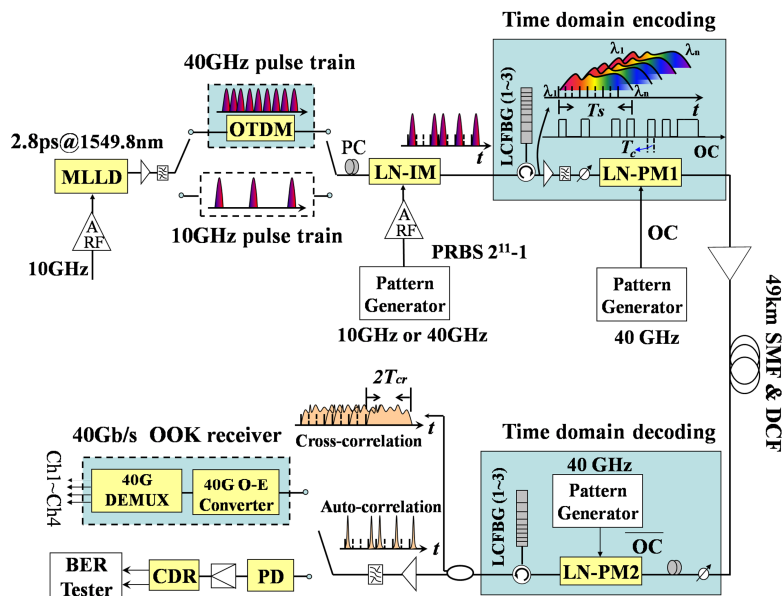 Time domain encoding
40GHz pulse train
OTDM
2.8ps@1549.8nm
MLLD
A
RF
10GHz
10GHz pulse train
PC
t
LN-IM
A
RF
PRBS 2¹¹-1
Pattern
Generator
10GHz or 40GHz
LCFBG (1~3)
λ1
λn
λ1
λn
Ts
t
Tc
OC
LN-PM1
OC
Pattern
Generator
40 GHz
49km SMF & DCF
2Tcr
t
Cross-correlation
40Gb/s OOK receiver
Ch1~Ch4
40G
DEMUX
40G O-E
Converter
Auto-correlation
t
BER
Tester
CDR
PD
Time domain decoding
40 GHz
Pattern
Generator
LCFBG (1~3)
O̅C̅
LN-PM2